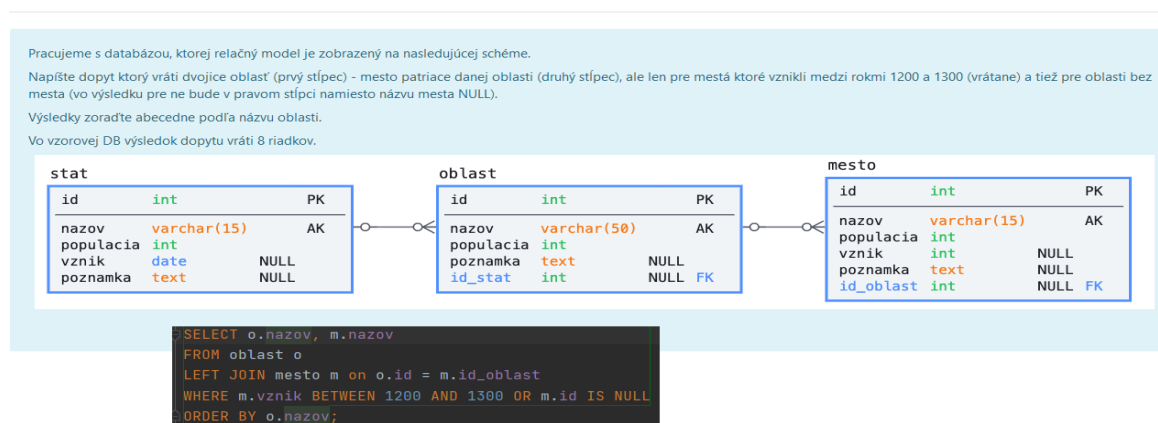 Pracujeme s databázou, ktorej relačný model je zobrazený na nasledujúcej schéme.
Napíšte dopyt ktorý vráti dvojice oblasť (prvý stĺpec) - mesto patriace danej oblasti (druhý stĺpec), ale len pre mestá ktoré vznikli medzi rokmi 1200 a 1300 (vrátane) a tiež pre oblasti bez
mesta (vo výsledku pre ne bude v pravom stĺpci namiesto názvu mesta NULL).
Výsledky zoraďte abecedne podľa názvu oblasti.
Vo vzorovej DB výsledok dopytu vráti 8 riadkov.
stat
id int PK
nazov varchar(15) AK
populacia int
vznik date NULL
poznamka text NULL
oblast
id int PK
nazov varchar(50) AK
populacia int
poznamka text NULL
id_stat int NULL FK
mesto
id int PK
nazov varchar(15) AK
populacia int
vznik int NULL
poznamka text NULL
id_oblast int NULL FK
SELECT o.nazov, m.nazov
FROM oblast o
LEFT JOIN mesto m on o.id = m.id_oblast
WHERE m.vznik BETWEEN 1200 AND 1300 OR m.id IS NULL
ORDER BY o.nazov;